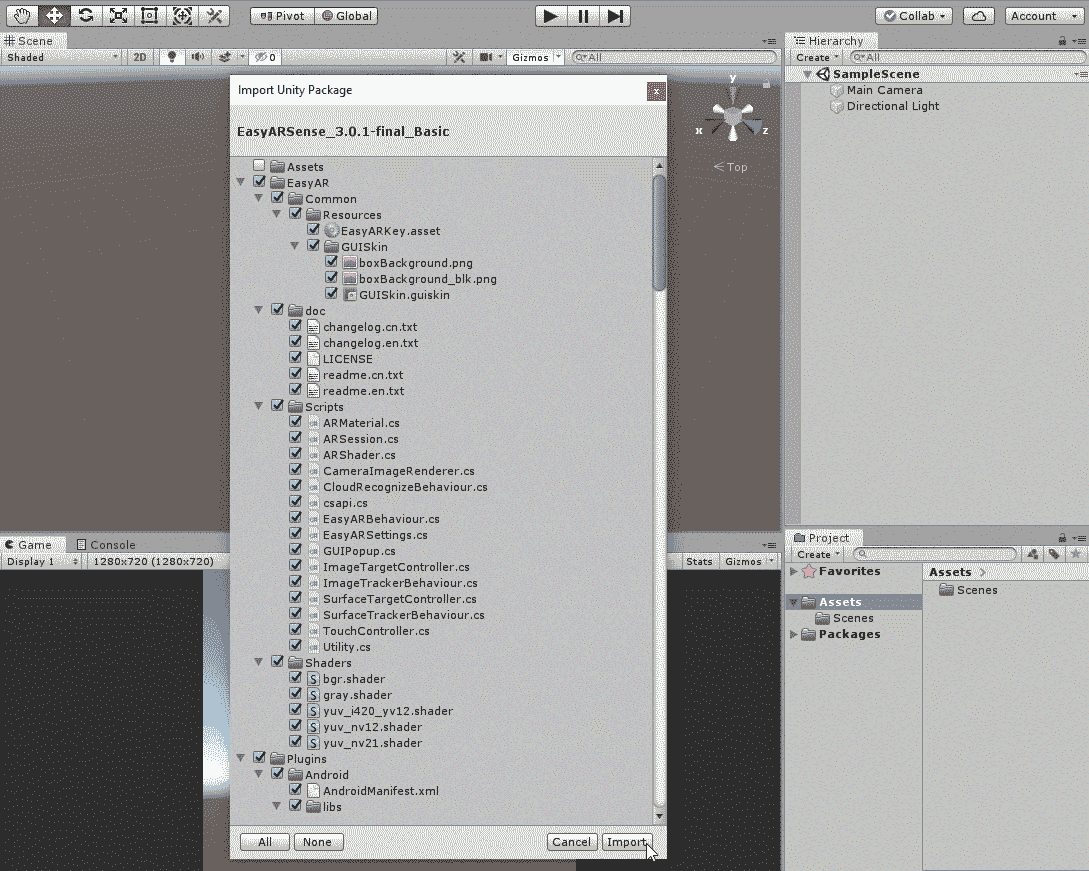 Pivot Global Collab Account
Scene
Shaded 2D 0 Gizmos All
Import Unity Package
EasyARSense_3.0.1-final_Basic
Assets
EasyAR
Common
Resources
EasyARKey.asset
GUISkin
boxBackground.png
boxBackground_blk.png
GUISkin.guiskin
doc
changelog.cn.txt
changelog.en.txt
LICENSE
readme.cn.txt
readme.en.txt
Scripts
ARMaterial.cs
ARSession.cs
ARShader.cs
CameraImageRenderer.cs
CloudRecognizeBehaviour.cs
csapi.cs
EasyARBehaviour.cs
EasyARSettings.cs
GUIPopup.cs
ImageTargetController.cs
ImageTrackerBehaviour.cs
SurfaceTargetController.cs
SurfaceTrackerBehaviour.cs
TouchController.cs
Utility.cs
Shaders
bgr.shader
gray.shader
yuv_i420_yv12.shader
yuv_nv12.shader
yuv_nv21.shader
Plugins
Android
AndroidManifest.xml
libs
All None Cancel Import
y
x z
< Top
Hierarchy
Create All
SampleScene
Main Camera
Directional Light
Game Console
Display 1 1280x720 (1280x720) Stats Gizmos
Project
Create
Favorites
Assets
Scenes
Packages
Assets >
Scenes